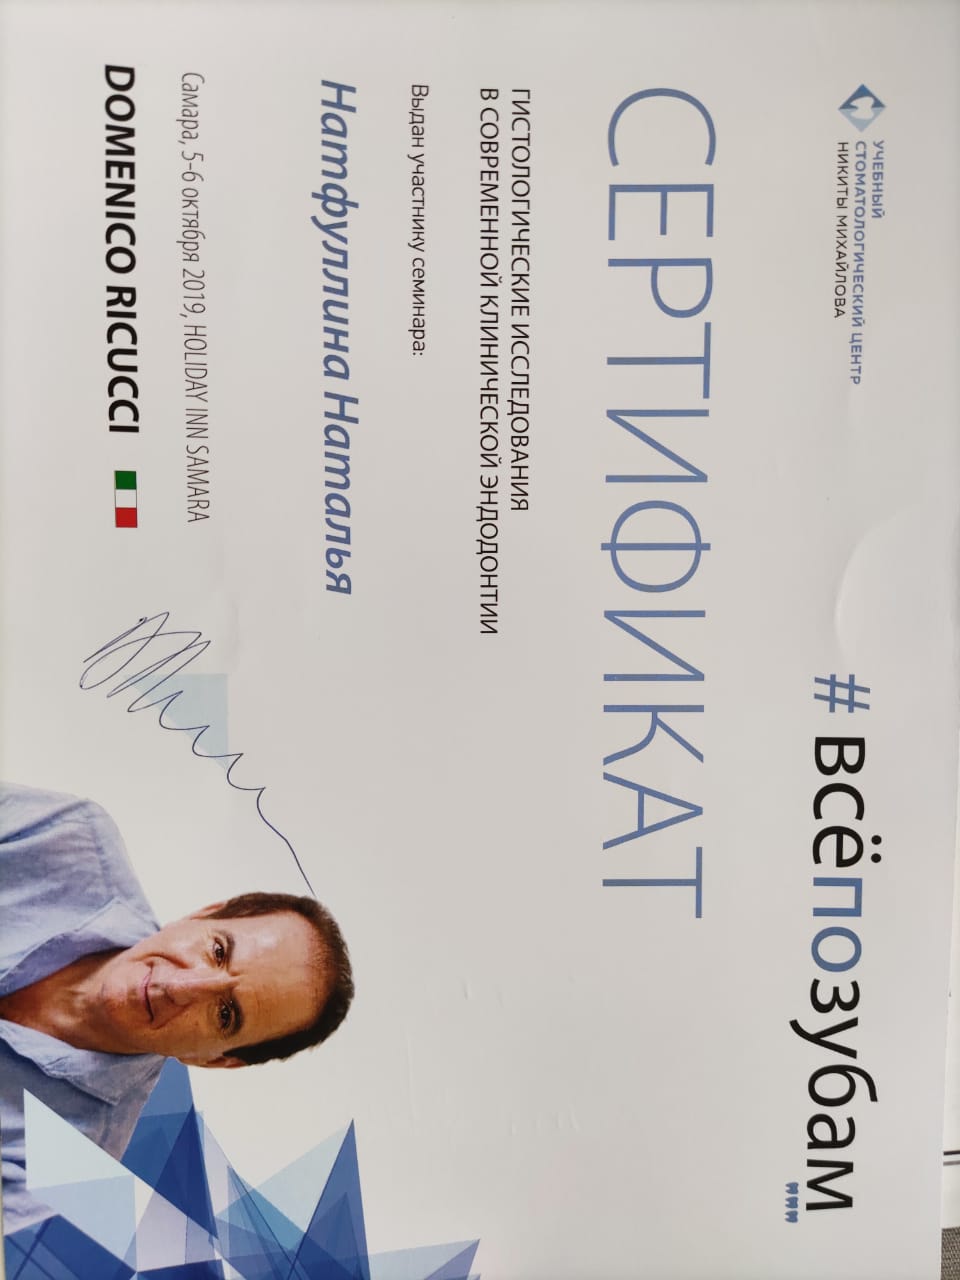 УЧЕБНЫЙ
СТОМАТОЛОГИЧЕСКИЙ ЦЕНТР
НИКИТЫ МИХАЙЛОВА
# всёпозубам
СЕРТИФИКАТ
ГИСТОЛОГИЧЕСКИЕ ИССЛЕДОВАНИЯ
В СОВРЕМЕННОЙ КЛИНИЧЕСКОЙ ЭНДОДОНТИИ
Выдан участнику семинара:
Натфуллина Наталья
Самара, 5-6 октября 2019, HOLIDAY INN SAMARA
DOMENICO RICUCCI